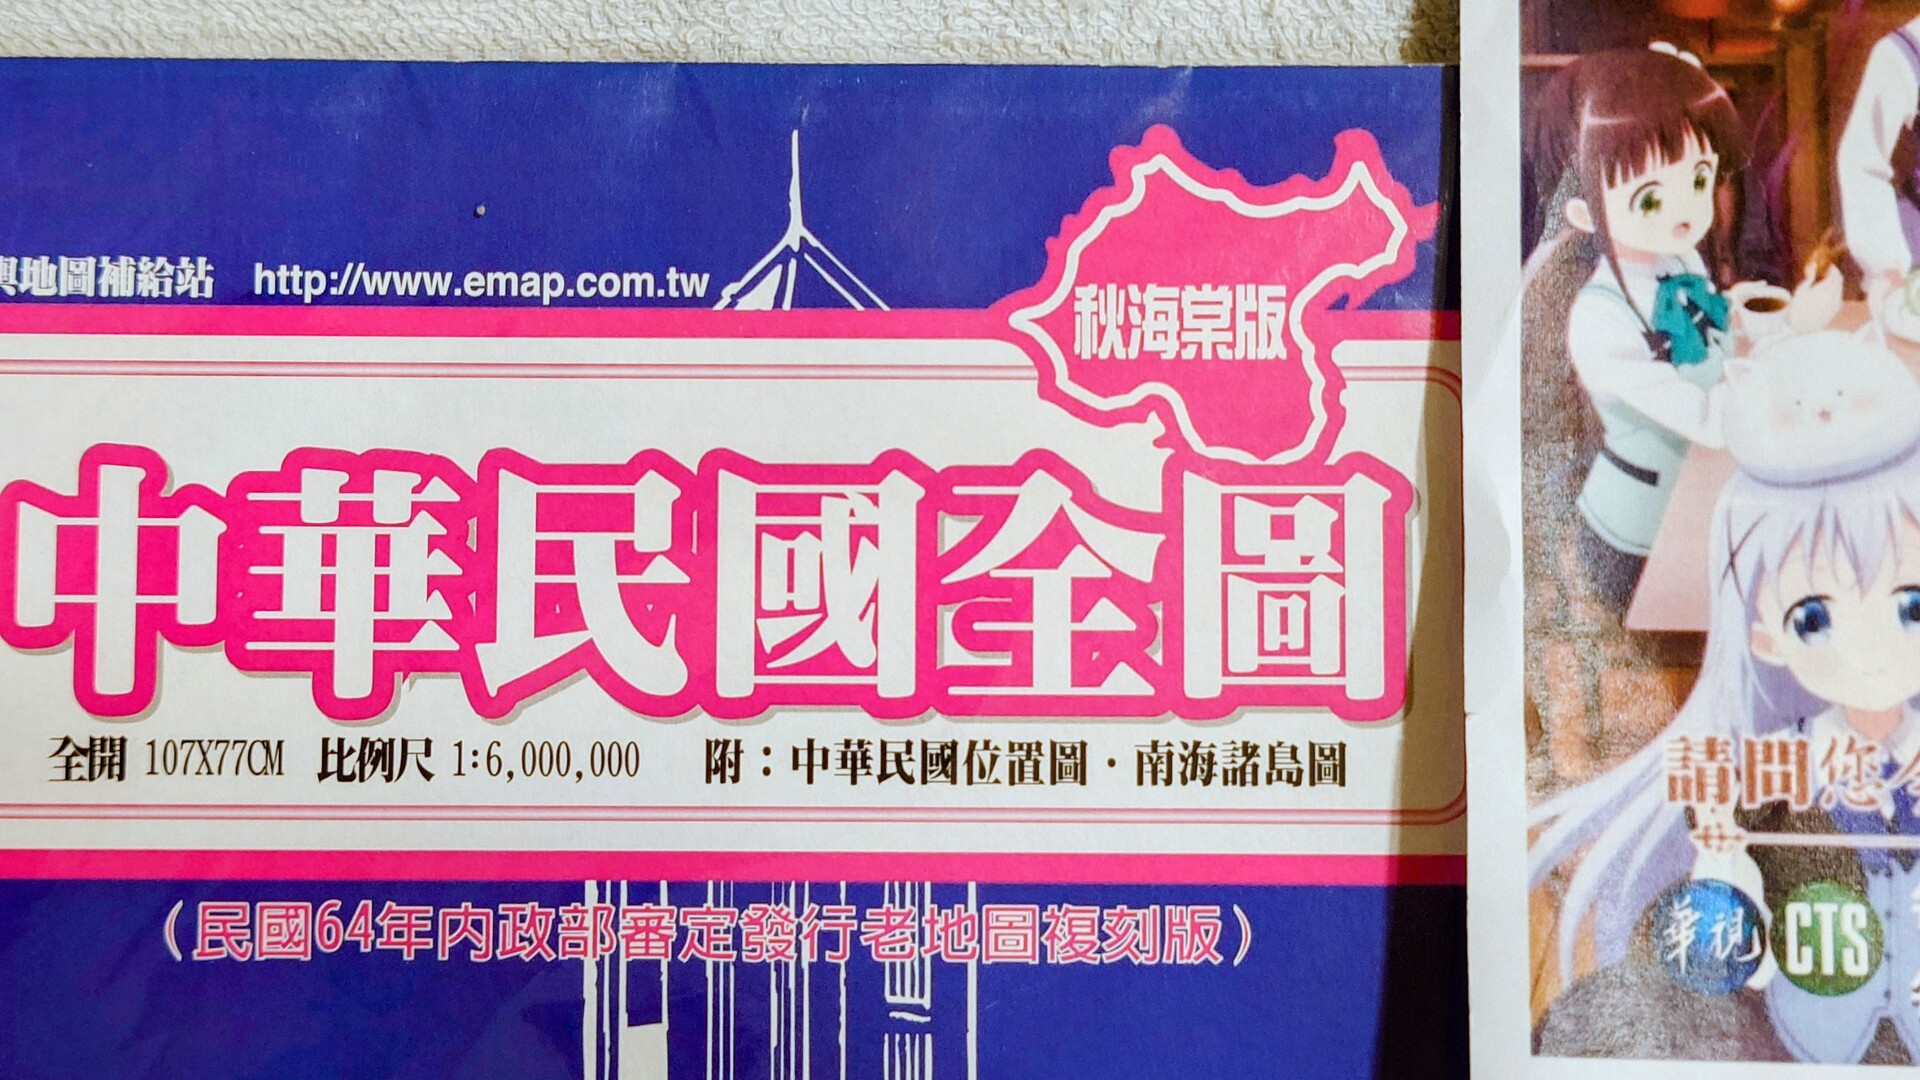 地圖補給站 http://www.emap.com.tw
秋海棠版
中華民國全圖
全開 107X77CM 比例尺 1:6,000,000 附：中華民國位置圖·南海諸島圖
（民國64年內政部審定發行老地圖複刻版）
請問您
華視 CTS